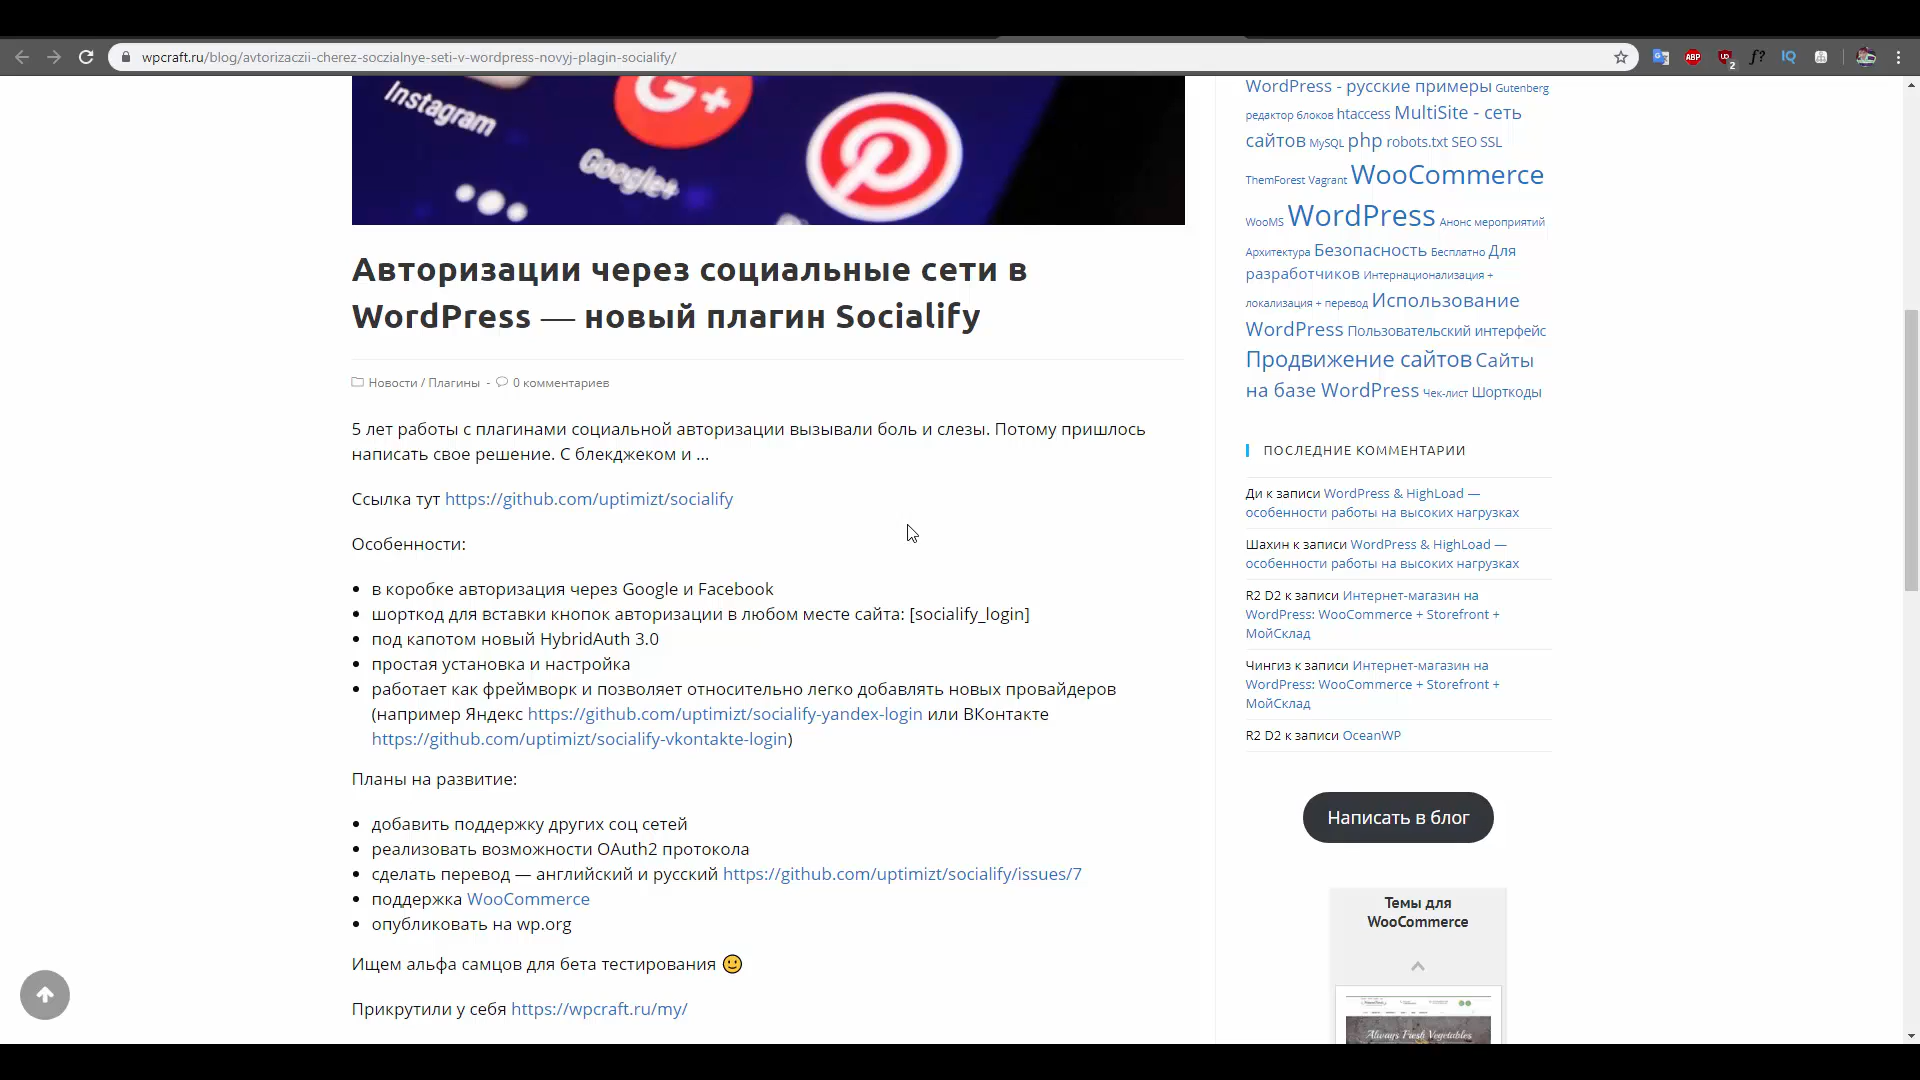 wpcraft.ru/blog/avtorizaczii-cherez-soczialnye-seti-v-wordpress-novyj-plagin-socialify/
ABP
2
f?
IQ
Instagram
G+
Google+
Авторизации через социальные сети в
WordPress — новый плагин Socialify
Новости / Плагины - 0 комментариев
5 лет работы с плагинами социальной авторизации вызывали боль и слезы. Потому пришлось
написать свое решение. С блекджеком и ...
Ссылка тут https://github.com/uptimizt/socialify
Особенности:
• в коробке авторизация через Google и Facebook
• шорткод для вставки кнопок авторизации в любом месте сайта: [socialify_login]
• под капотом новый HybridAuth 3.0
• простая установка и настройка
• работает как фреймворк и позволяет относительно легко добавлять новых провайдеров
(например Яндекс https://github.com/uptimizt/socialify-yandex-login или ВКонтакте
https://github.com/uptimizt/socialify-vkontakte-login)
Планы на развитие:
• добавить поддержку других соц сетей
• реализовать возможности OAuth2 протокола
• сделать перевод — английский и русский https://github.com/uptimizt/socialify/issues/7
• поддержка WooCommerce
• опубликовать на wp.org
Ищем альфа самцов для бета тестирования 🙂
Прикрутили у себя https://wpcraft.ru/my/
WordPress - русские примеры Gutenberg
редактор блоков htaccess MultiSite - сеть
сайтов MySQL php robots.txt SEO SSL
ThemForest Vagrant WooCommerce
WooMS WordPress Анонс мероприятий
Архитектура Безопасность Бесплатно Для
разработчиков Интернационализация +
локализация + перевод Использование
WordPress Пользовательский интерфейс
Продвижение сайтов Сайты
на базе WordPress Чек-лист Шорткоды
ПОСЛЕДНИЕ КОММЕНТАРИИ
Ди к записи WordPress & HighLoad —
особенности работы на высоких нагрузках
Шахин к записи WordPress & HighLoad —
особенности работы на высоких нагрузках
R2 D2 к записи Интернет-магазин на
WordPress: WooCommerce + Storefront +
МойСклад
Чингиз к записи Интернет-магазин на
WordPress: WooCommerce + Storefront +
МойСклад
R2 D2 к записи OceanWP
Написать в блог
Темы для
WooCommerce
Always Fresh Vegetables